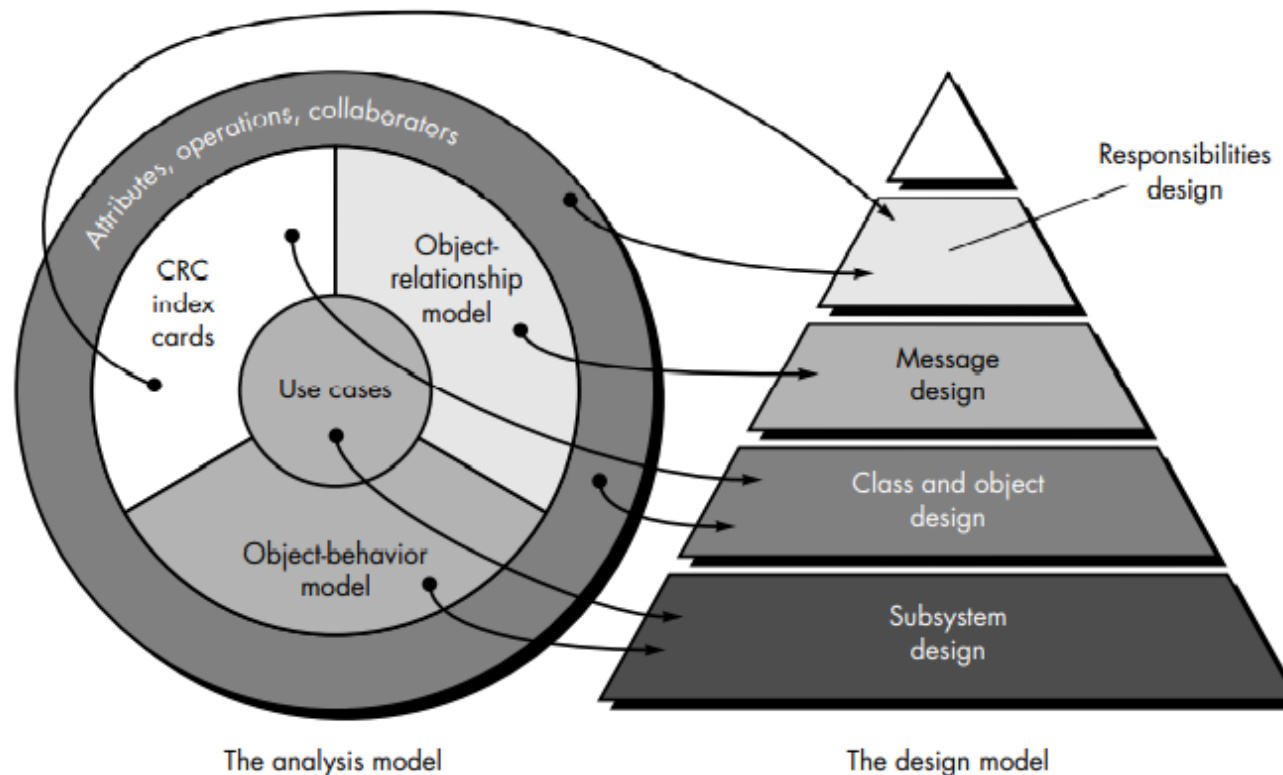 Attributes, operations, collaborators
CRC
index
cards
Object-
relationship
model
Use cases
Object-behavior
model
The analysis model
Responsibilities
design
Message
design
Class and object
design
Subsystem
design
The design model